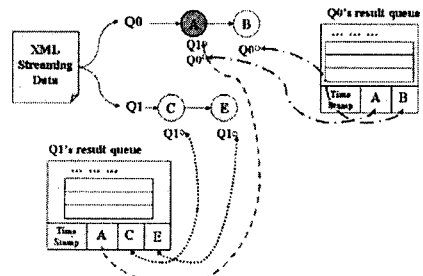 Q0's result queue
Q0
A
B
Q1
Q0
Q0
XML
Streaming
Data
Time
Stamp
A
B
Q1
C
E
Q1
Q1
Q1's result queue
Time
Stamp
A
C
E